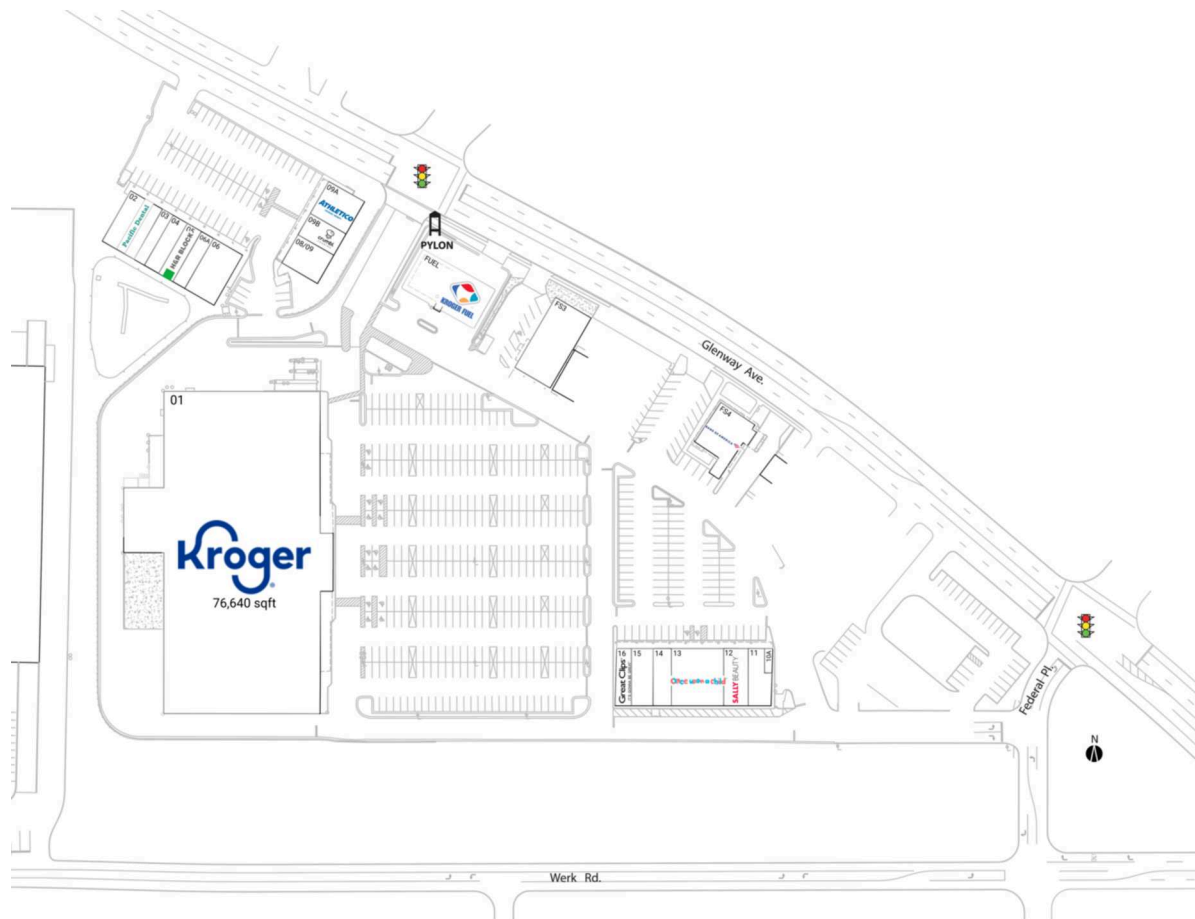 02
Pacific Dental
03
04
05
H&R BLOCK
06A
06
09A
ATHLETICO
09B
08/09
PYLON
FUEL
KROGER FUEL
FS3
Glenway Ave.
FS4
01
Kroger
76,640 sqft
16
Great Clips
15
14
13
Once upon a child
12
SALLY BEAUTY
11
10A
Federal Pl.
N
Werk Rd.